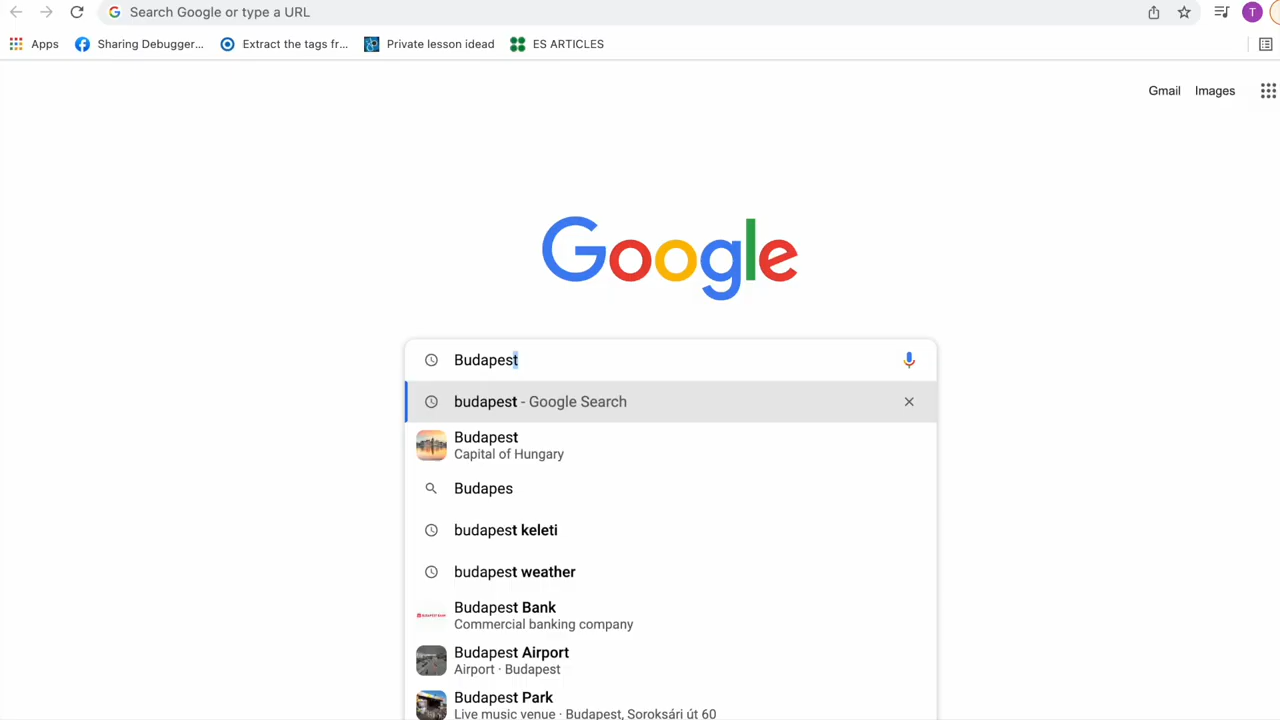 Search Google or type a URL
T
Apps
Sharing Debugger...
Extract the tags fr...
Private lesson idead
ES ARTICLES
Gmail
Images
Google
Budapest
budapest - Google Search
Budapest
Capital of Hungary
Budapes
budapest keleti
budapest weather
Budapest Bank
Commercial banking company
Budapest Airport
Airport · Budapest
Budapest Park
Live music venue · Budapest, Soroksári út 60